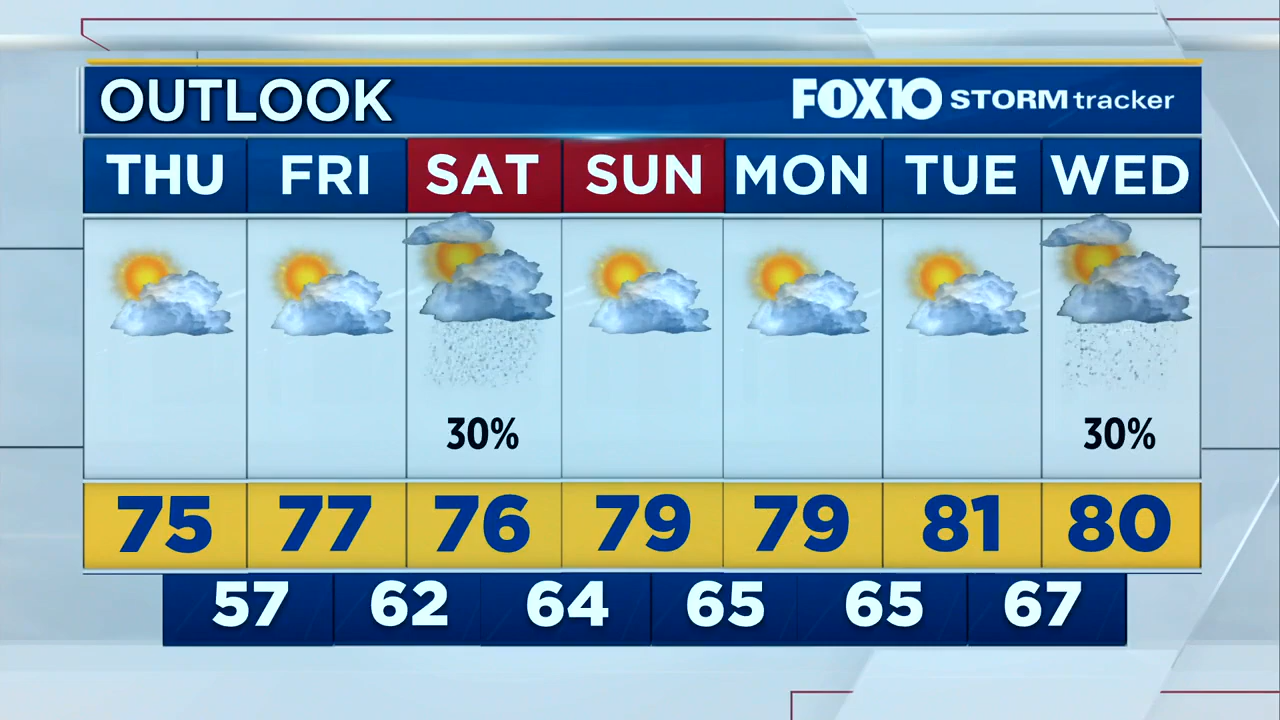 OUTLOOK FOX10 STORM tracker
THU FRI SAT SUN MON TUE WED
30% 30%
75 77 76 79 79 81 80
57 62 64 65 65 67